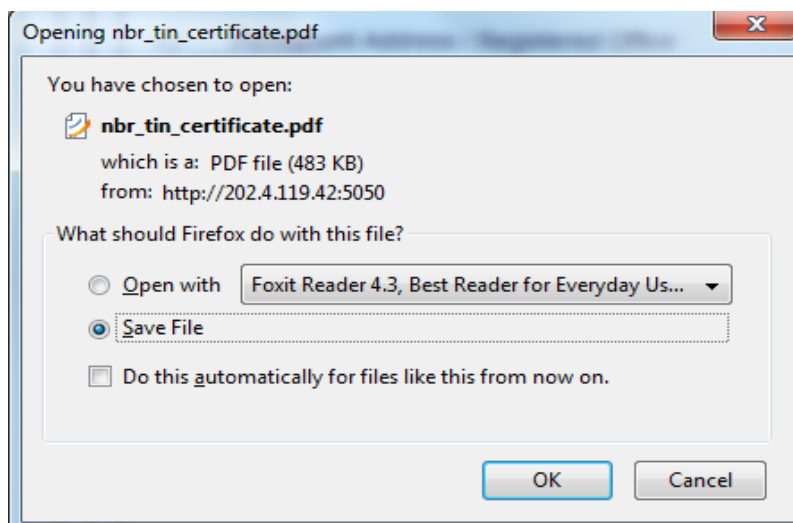 Opening nbr_tin_certificate.pdf
You have chosen to open:
nbr_tin_certificate.pdf
which is a: PDF file (483 KB)
from: http://202.4.119.42:5050
What should Firefox do with this file?
Open with Foxit Reader 4.3, Best Reader for Everyday Us...
Save File
Do this automatically for files like this from now on.
OK Cancel